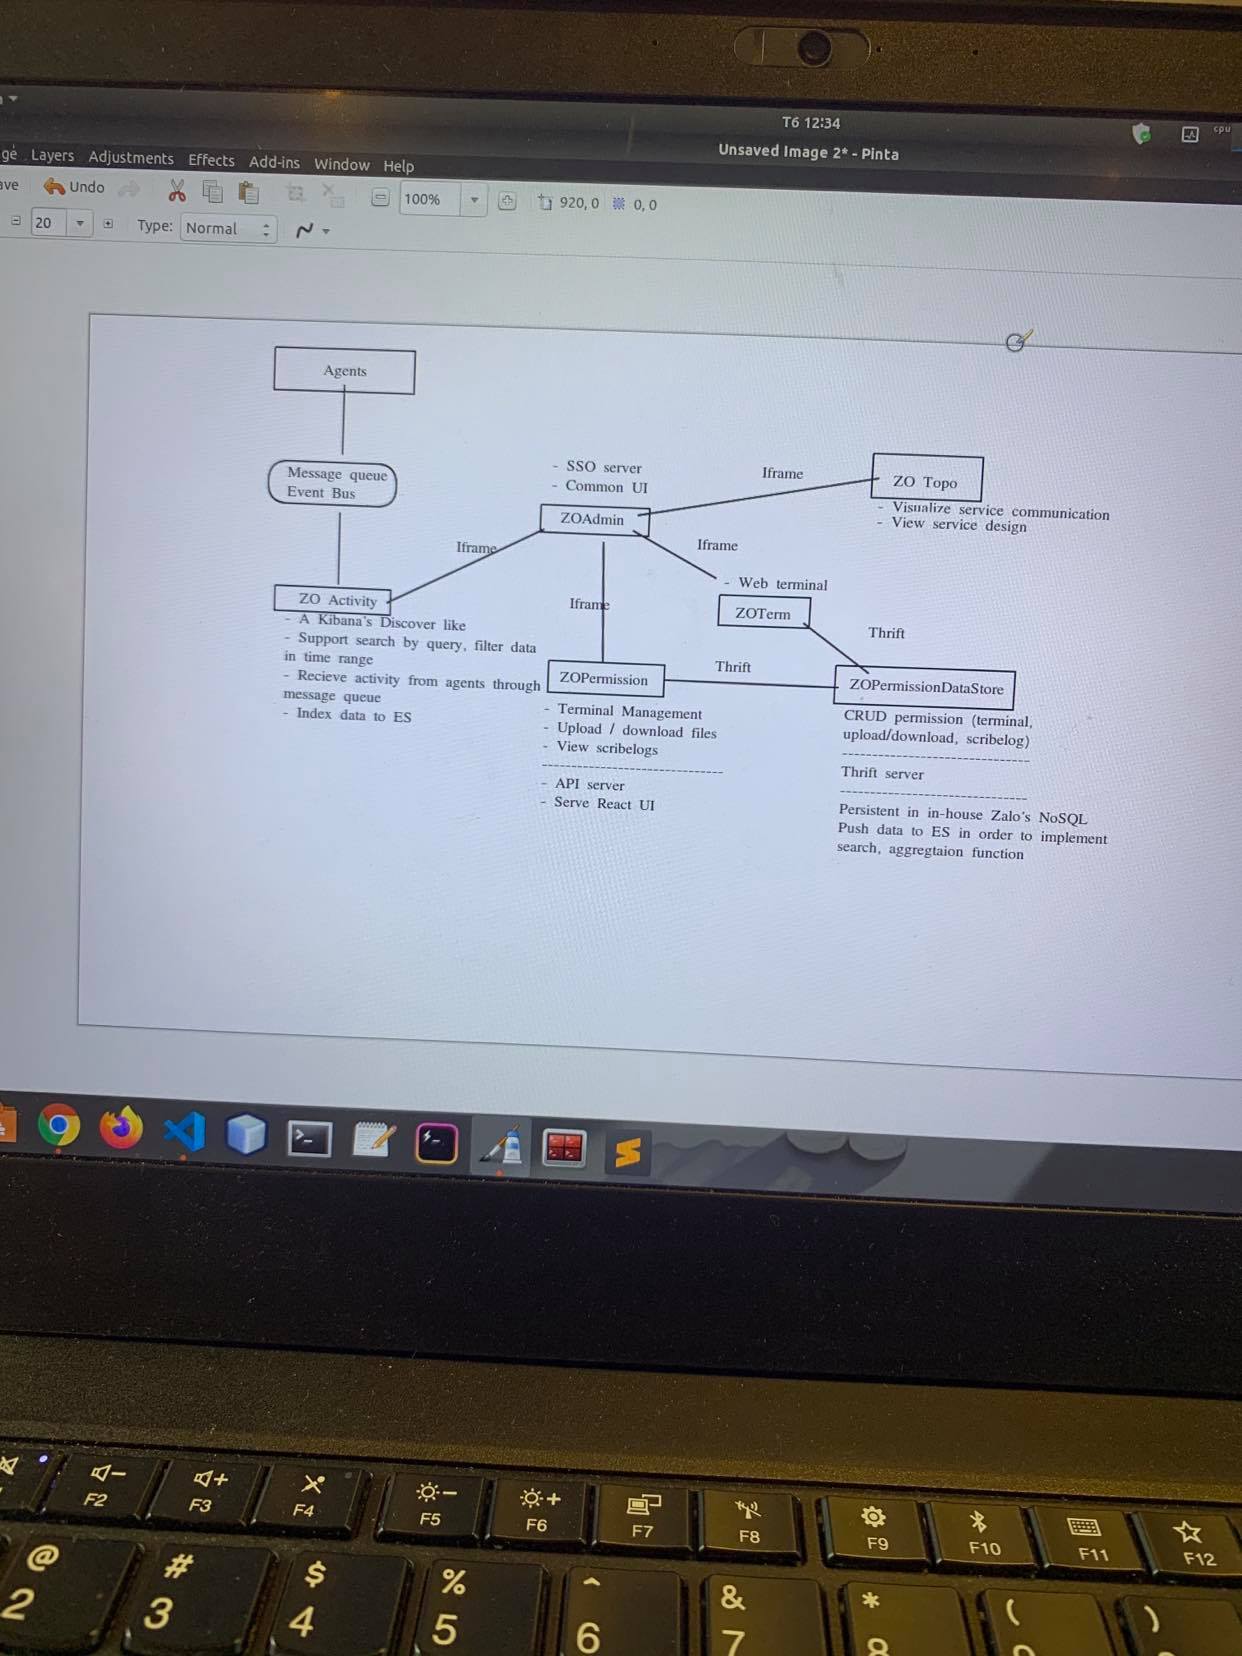 T6 12:34
cpu
Unsaved Image 2* - Pinta
Layers Adjustments Effects Add-ins Window Help
Undo
100%
920, 0
0, 0
20
Type: Normal
Agents
Message queue
Event Bus
- SSO server
- Common UI
ZOAdmin
Iframe
ZO Topo
- Visualize service communication
- View service design
Iframe
Iframe
Iframe
- Web terminal
ZOTerm
Thrift
ZO Activity
- A Kibana's Discover like
- Support search by query, filter data
in time range
- Recieve activity from agents through
message queue
- Index data to ES
ZOPermission
Thrift
ZOPermissionDataStore
- Terminal Management
- Upload / download files
- View scribelogs
--------------------------------
- API server
- Serve React UI
CRUD permission (terminal,
upload/download, scribelog)
--------------------------------
Thrift server
--------------------------------
Persistent in in-house Zalo's NoSQL
Push data to ES in order to implement
search, aggregtaion function
F2 F3 F4 F5 F6 F7 F8 F9 F10 F11 F12
@ # $ % ^ & * ( )
2 3 4 5 6 7 8